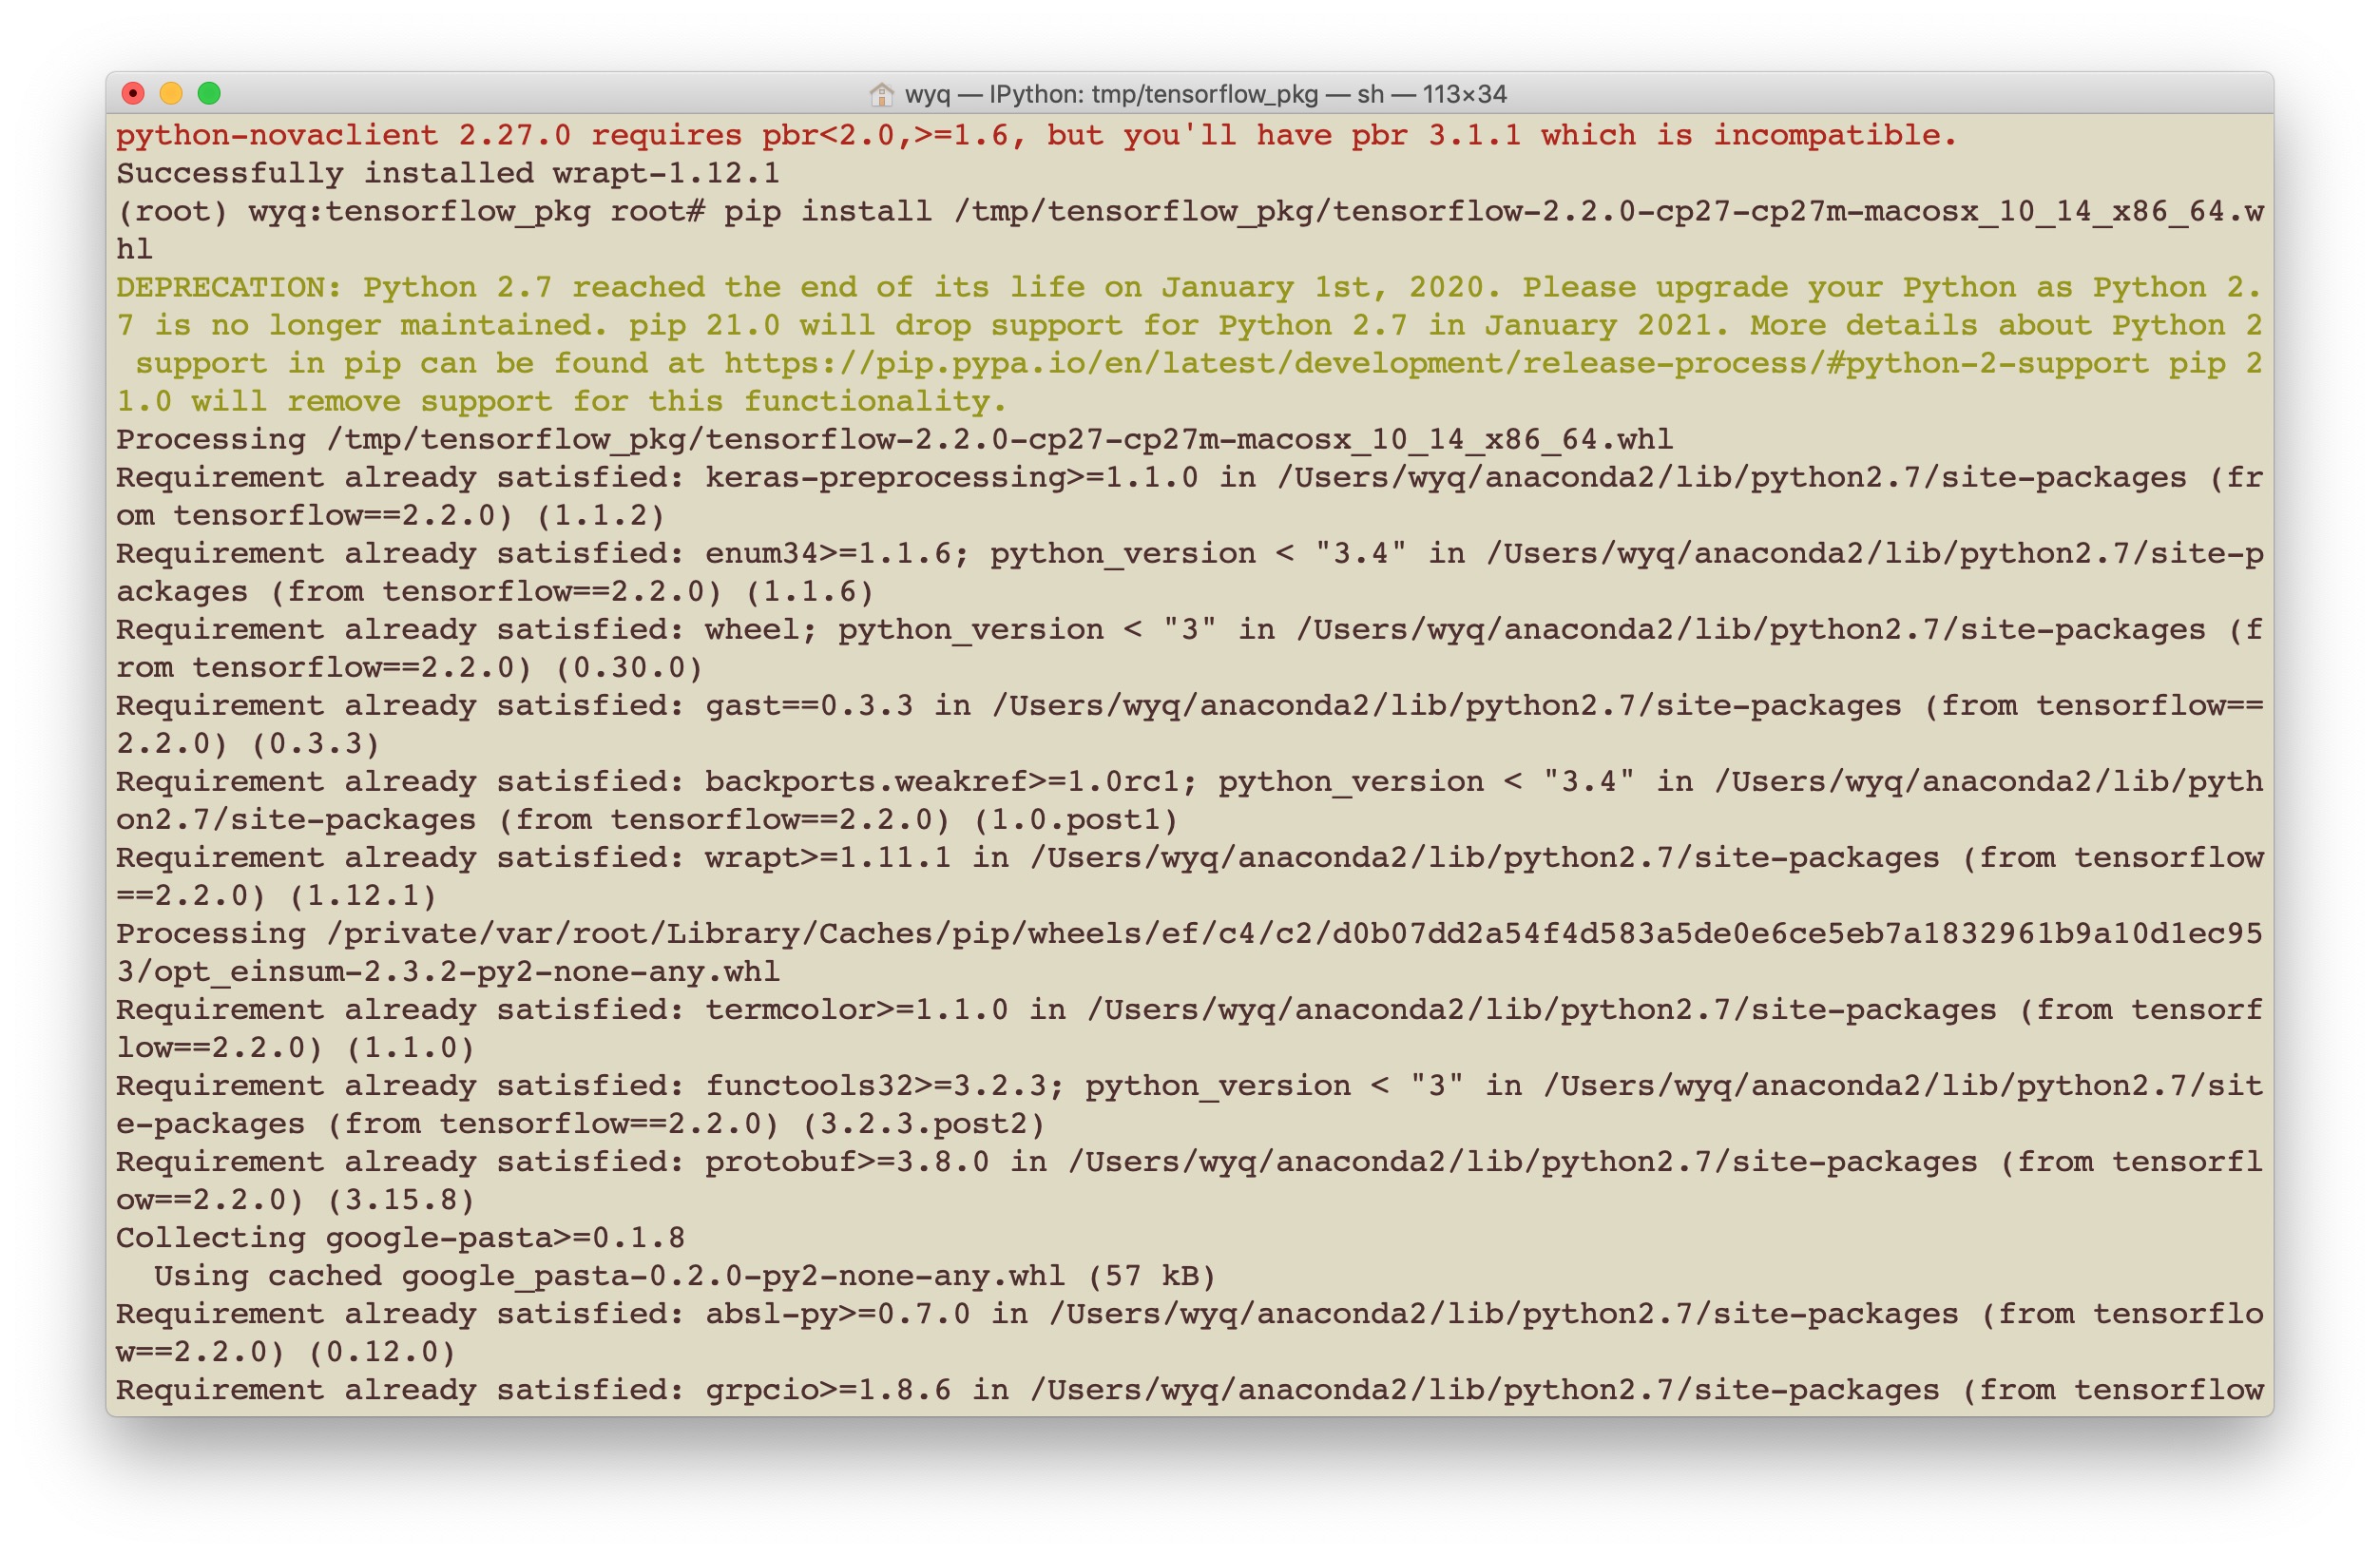 wyq — IPython: tmp/tensorflow_pkg — sh — 113×34
python-novaclient 2.27.0 requires pbr<2.0,>=1.6, but you'll have pbr 3.1.1 which is incompatible.
Successfully installed wrapt-1.12.1
(root) wyq:tensorflow_pkg root# pip install /tmp/tensorflow_pkg/tensorflow-2.2.0-cp27-cp27m-macosx_10_14_x86_64.w
hl
DEPRECATION: Python 2.7 reached the end of its life on January 1st, 2020. Please upgrade your Python as Python 2.
7 is no longer maintained. pip 21.0 will drop support for Python 2.7 in January 2021. More details about Python 2
 support in pip can be found at https://pip.pypa.io/en/latest/development/release-process/#python-2-support pip 2
1.0 will remove support for this functionality.
Processing /tmp/tensorflow_pkg/tensorflow-2.2.0-cp27-cp27m-macosx_10_14_x86_64.whl
Requirement already satisfied: keras-preprocessing>=1.1.0 in /Users/wyq/anaconda2/lib/python2.7/site-packages (fr
om tensorflow==2.2.0) (1.1.2)
Requirement already satisfied: enum34>=1.1.6; python_version < "3.4" in /Users/wyq/anaconda2/lib/python2.7/site-p
ackages (from tensorflow==2.2.0) (1.1.6)
Requirement already satisfied: wheel; python_version < "3" in /Users/wyq/anaconda2/lib/python2.7/site-packages (f
rom tensorflow==2.2.0) (0.30.0)
Requirement already satisfied: gast==0.3.3 in /Users/wyq/anaconda2/lib/python2.7/site-packages (from tensorflow==
2.2.0) (0.3.3)
Requirement already satisfied: backports.weakref>=1.0rc1; python_version < "3.4" in /Users/wyq/anaconda2/lib/pyth
on2.7/site-packages (from tensorflow==2.2.0) (1.0.post1)
Requirement already satisfied: wrapt>=1.11.1 in /Users/wyq/anaconda2/lib/python2.7/site-packages (from tensorflow
==2.2.0) (1.12.1)
Processing /private/var/root/Library/Caches/pip/wheels/ef/c4/c2/d0b07dd2a54f4d583a5de0e6ce5eb7a1832961b9a10d1ec95
3/opt_einsum-2.3.2-py2-none-any.whl
Requirement already satisfied: termcolor>=1.1.0 in /Users/wyq/anaconda2/lib/python2.7/site-packages (from tensorf
low==2.2.0) (1.1.0)
Requirement already satisfied: functools32>=3.2.3; python_version < "3" in /Users/wyq/anaconda2/lib/python2.7/sit
e-packages (from tensorflow==2.2.0) (3.2.3.post2)
Requirement already satisfied: protobuf>=3.8.0 in /Users/wyq/anaconda2/lib/python2.7/site-packages (from tensorfl
ow==2.2.0) (3.15.8)
Collecting google-pasta>=0.1.8
  Using cached google_pasta-0.2.0-py2-none-any.whl (57 kB)
Requirement already satisfied: absl-py>=0.7.0 in /Users/wyq/anaconda2/lib/python2.7/site-packages (from tensorflo
w==2.2.0) (0.12.0)
Requirement already satisfied: grpcio>=1.8.6 in /Users/wyq/anaconda2/lib/python2.7/site-packages (from tensorflow